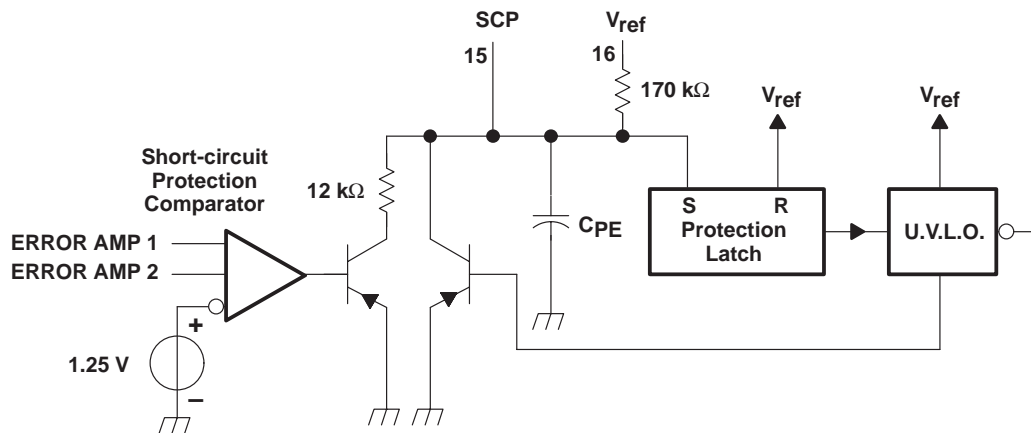 SCP
15
Vref
16
170 kΩ
Vref
Vref
Short-circuit
Protection
Comparator
12 kΩ
CPE
S R
Protection
Latch
U.V.L.O.
ERROR AMP 1
ERROR AMP 2
+
1.25 V
–